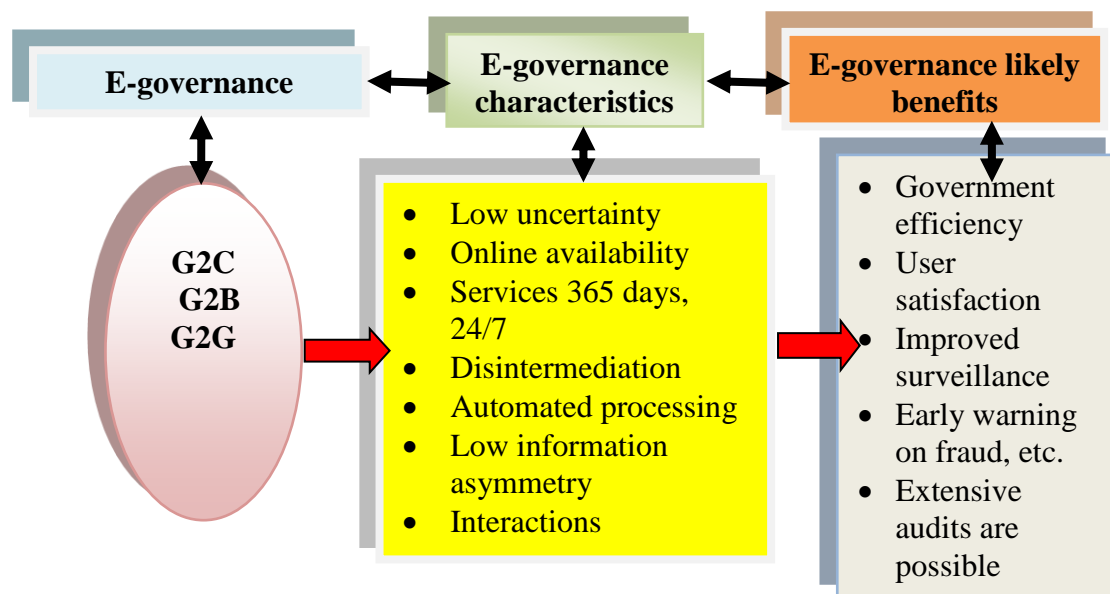 E-governance
E-governance
characteristics
E-governance likely
benefits
G2C
G2B
G2G
• Low uncertainty
• Online availability
• Services 365 days,
24/7
• Disintermediation
• Automated processing
• Low information
asymmetry
• Interactions
• Government
efficiency
• User
satisfaction
• Improved
surveillance
• Early warning
on fraud, etc.
• Extensive
audits are
possible